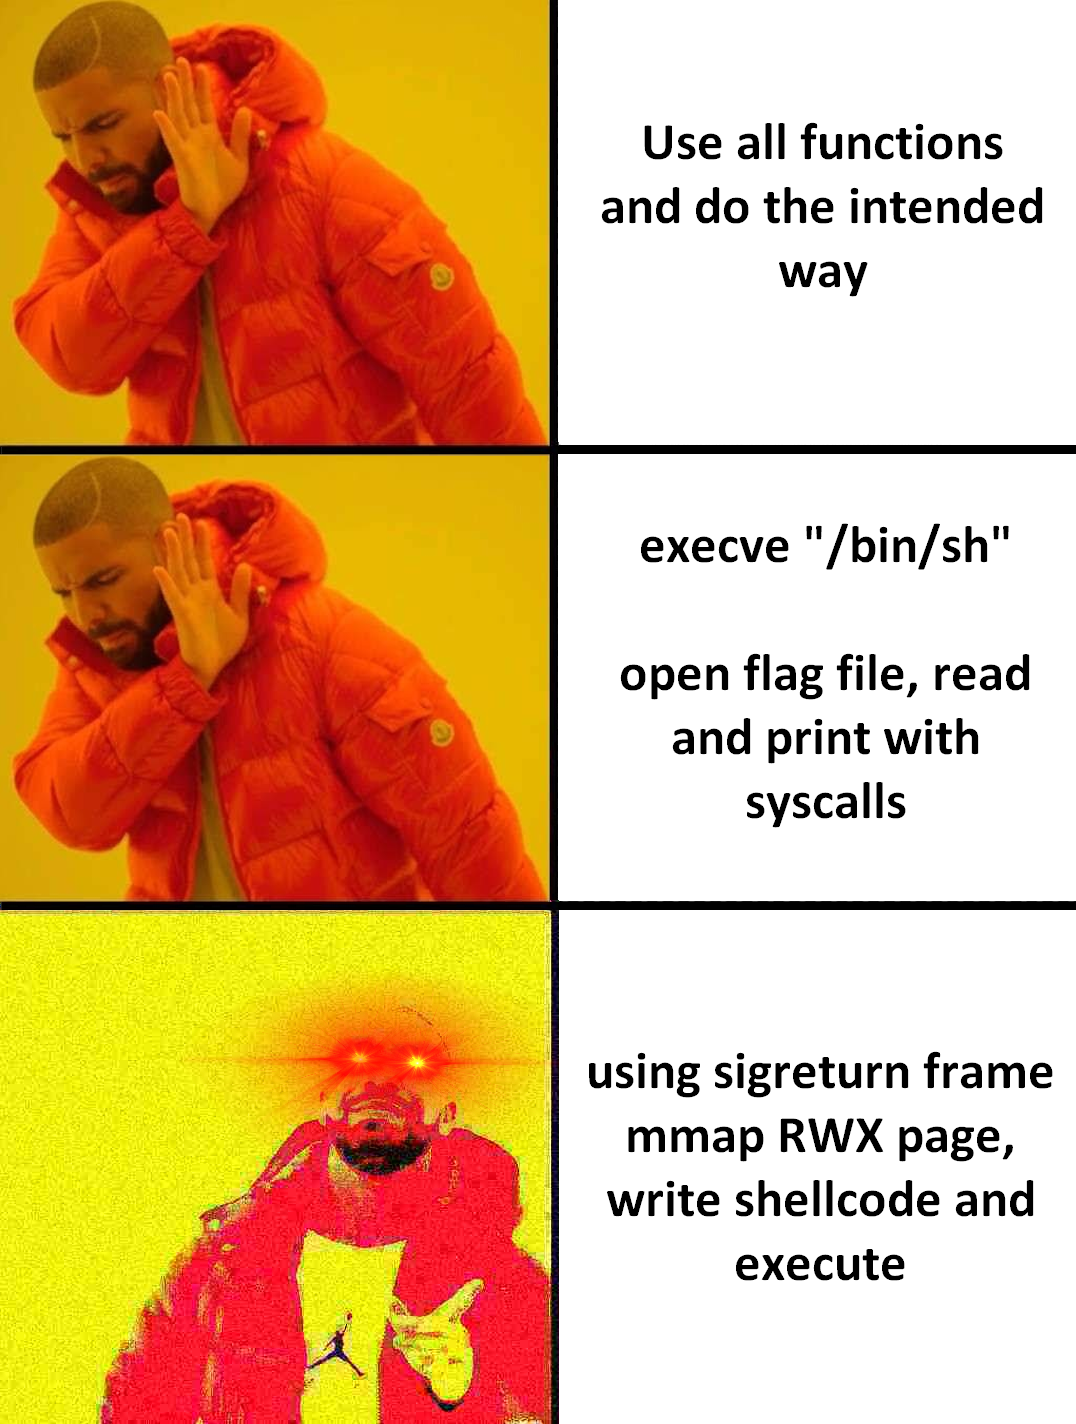 Use all functions
and do the intended
way
execve "/bin/sh"
open flag file, read
and print with
syscalls
using sigreturn frame
mmap RWX page,
write shellcode and
execute